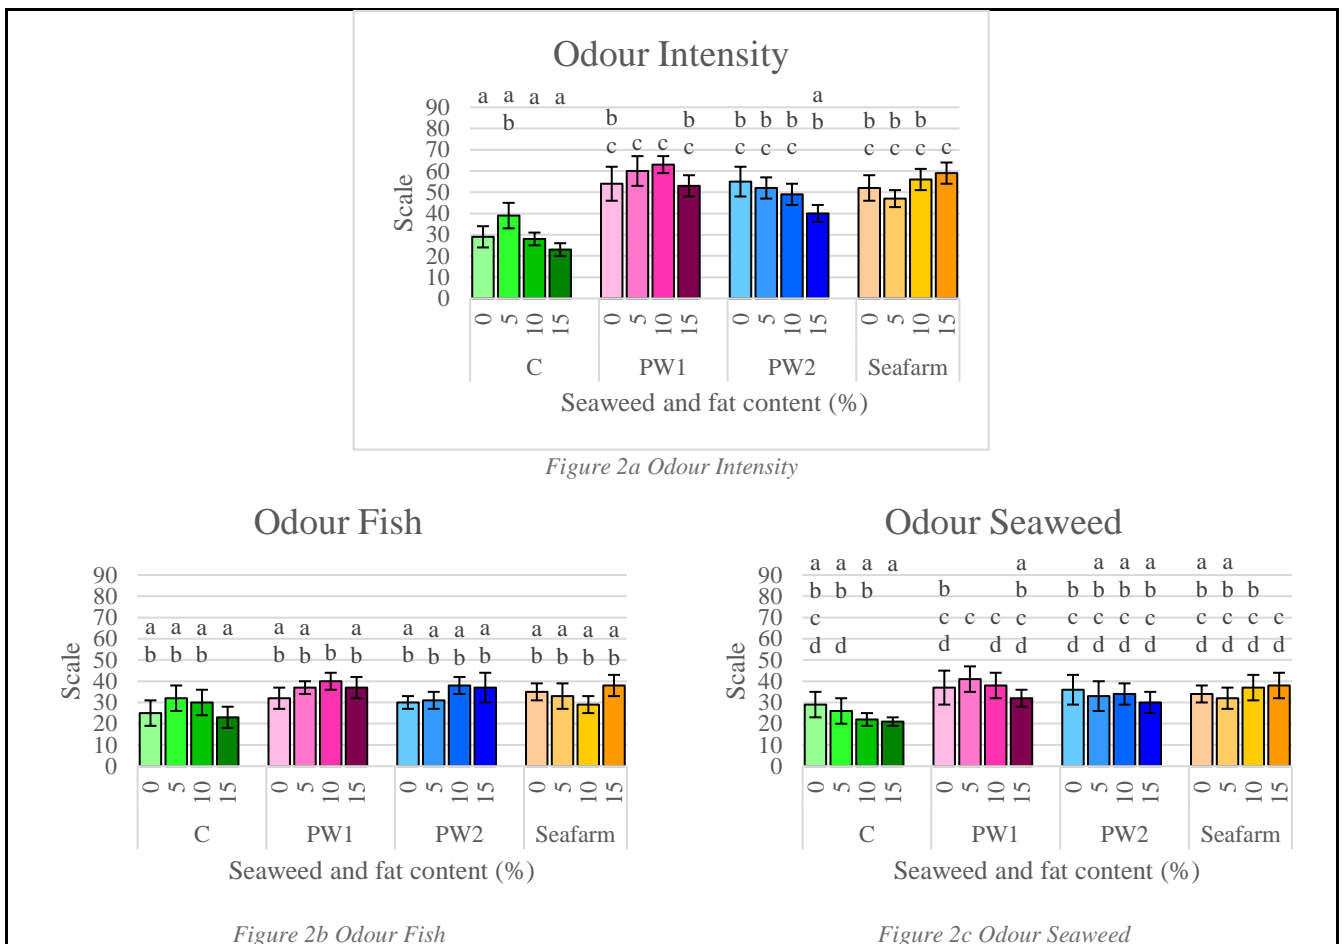 Odour Intensity
a a a a b b b b b a b b b
b c c c c c c c b c c c c
90
80
70
60
50
40
30
20
10
0
Scale
0 5 10 15 0 5 10 15 0 5 10 15 0 5 10 15
C PW1 PW2 Seafarm
Seaweed and fat content (%)
Figure 2a Odour Intensity
Odour Fish
a a a a a a a a a a a a a a a
b b b b b b b b b b b b b b
90
80
70
60
50
40
30
20
10
0
Scale
0 5 10 15 0 5 10 15 0 5 10 15 0 5 10 15
C PW1 PW2 Seafarm
Seaweed and fat content (%)
Figure 2b Odour Fish
Odour Seaweed
a a a a a a a a a a
b b b b b b b b b b b b
c c c c c c c c c c c c c
d d d d d d d d d d d d
90
80
70
60
50
40
30
20
10
0
Scale
0 5 10 15 0 5 10 15 0 5 10 15 0 5 10 15
C PW1 PW2 Seafarm
Seaweed and fat content (%)
Figure 2c Odour Seaweed